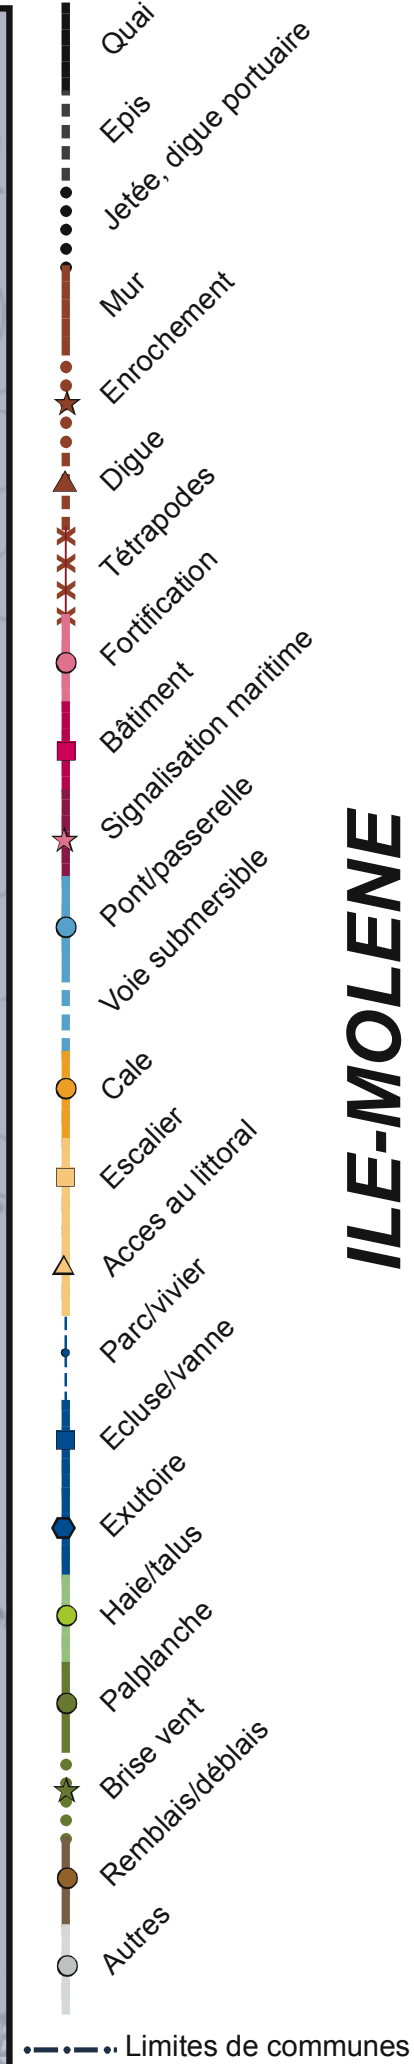 Quai
Epis
Jetée, digue portuaire
Mur
Enrochement
Digue
Tétrapodes
Fortification
Bâtiment
Signalisation maritime
Pont/passerelle
Voie submersible
Cale
Escalier
Acces au littoral
Parc/vivier
Ecluse/vanne
Exutoire
Haie/talus
Palplanche
Brise vent
Remblais/déblais
Autres
Limites de communes
ILE-MOLENE